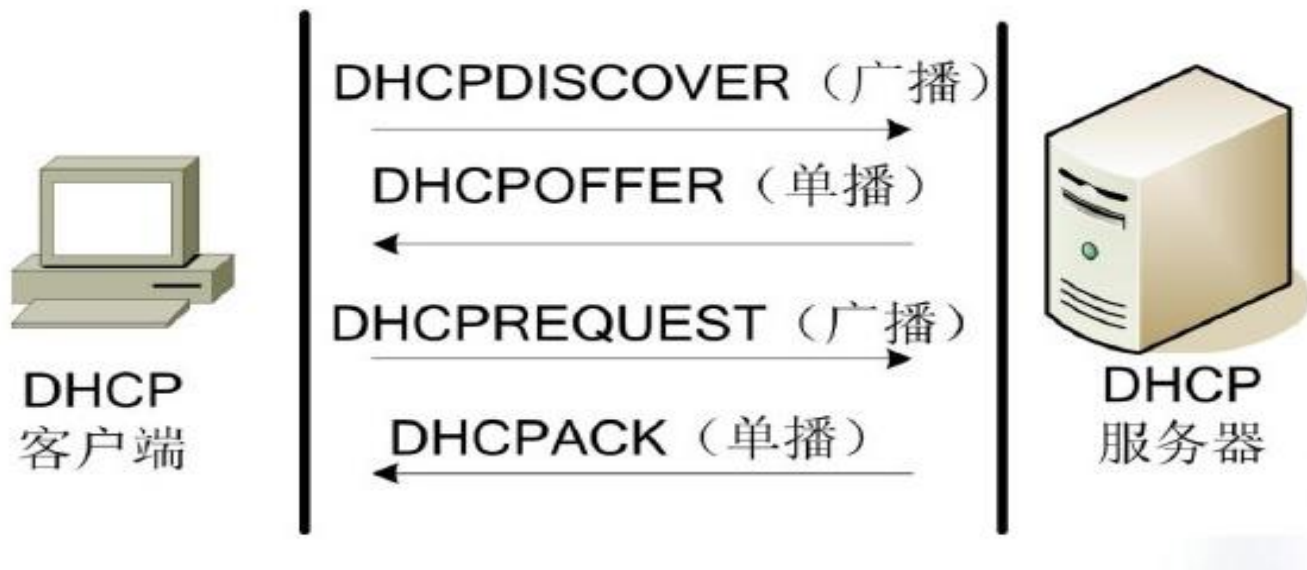 DHCPDISCOVER（广播）
DHCPOFFER（单播）
DHCPREQUEST（广播）
DHCPACK（单播）
DHCP
客户端
DHCP
服务器